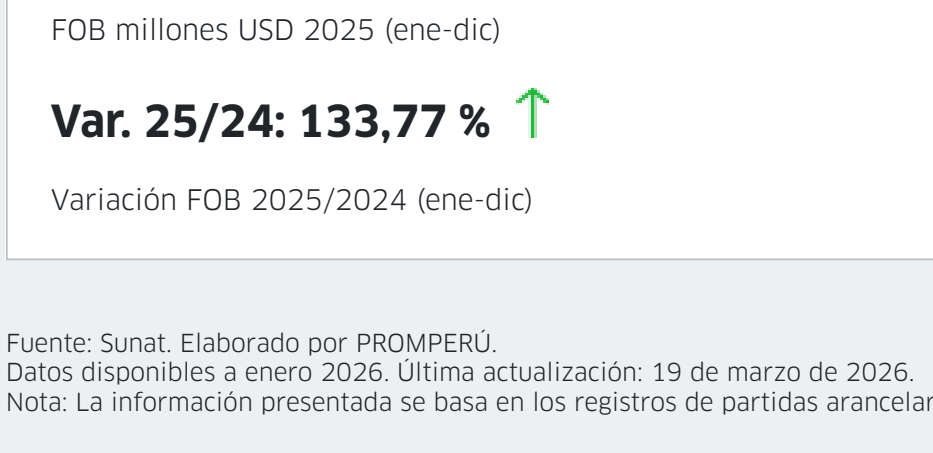 FOB millones USD 2025 (ene-dic)
Var. 25/24: 133,77 %
Variación FOB 2025/2024 (ene-dic)
Fuente: Sunat. Elaborado por PROMPERÚ.
Datos disponibles a enero 2026. Última actualización: 19 de marzo de 2026.
Nota: La información presentada se basa en los registros de partidas arancelar